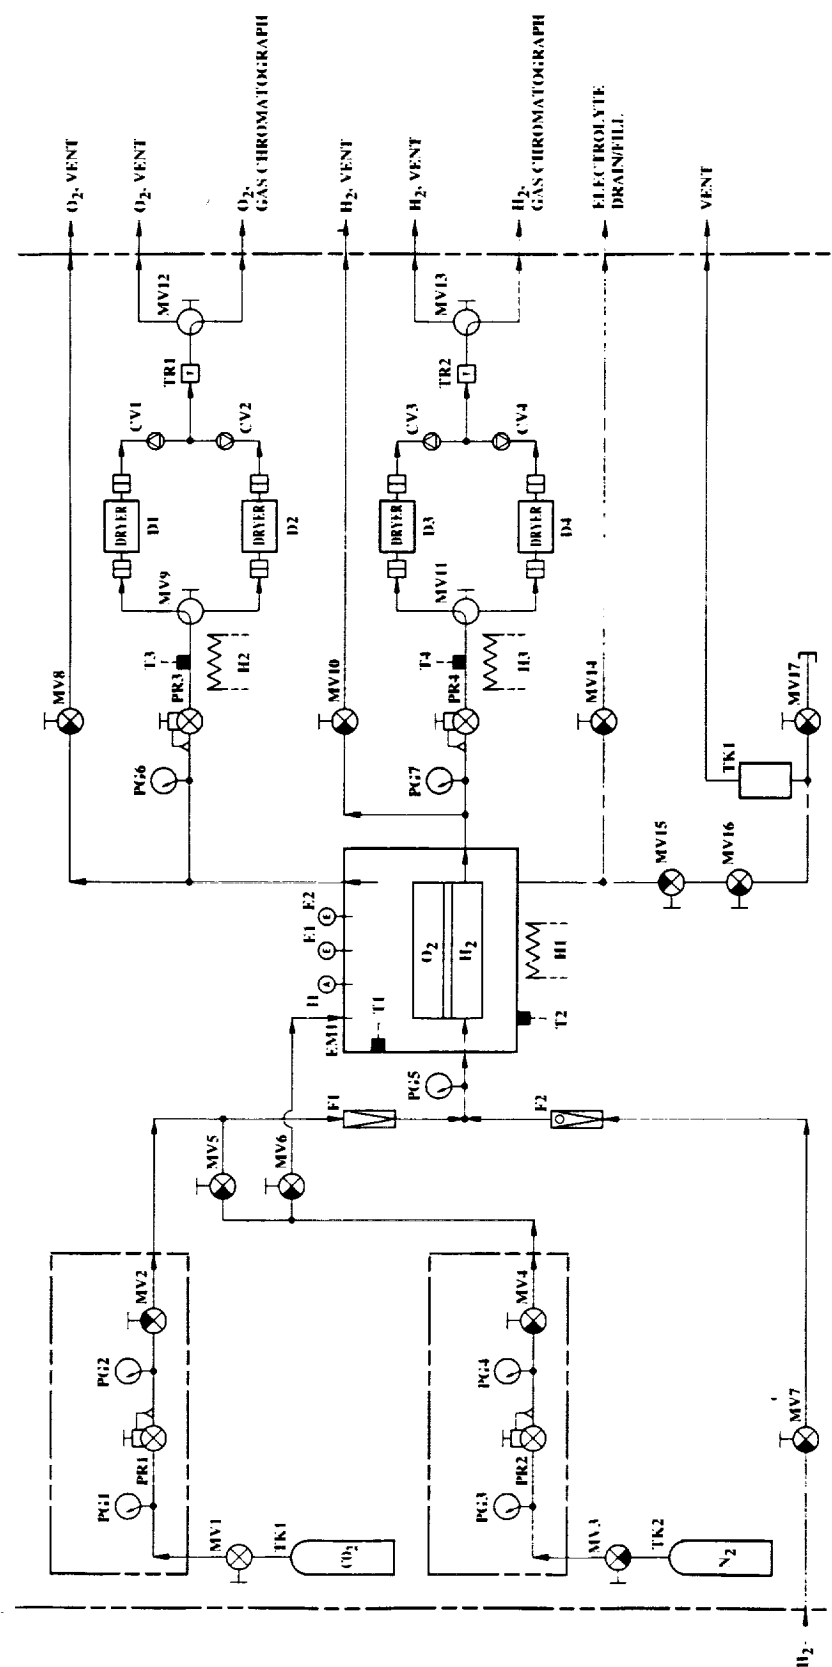 O2, VENT
O2, VENT
O2,
GAS CHROMATOGRAPH
H2, VENT
H2, VENT
H2,
GAS CHROMATOGRAPH
ELECTROLYTE
DRAIN/FILL
VENT
MV12
MV13
TR1
T
TR2
T
CV1
CV2
CV3
CV4
DRYER
D1
DRYER
D2
DRYER
D3
DRYER
D4
MV9
MV11
T3
H2
T4
H3
MV8
PR3
MV10
PR4
MV14
MV17
PG6
PG7
TK1
MV15
MV16
E2
E
E1
E
I1
A
O2
H2
H1
T1
T2
EM1
PG5
F1
F2
MV5
MV6
MV2
MV4
PG2
PG4
PR1
PR2
MV7
PG1
PG3
MV1
TK1
CO2
MV3
TK2
N2
H2